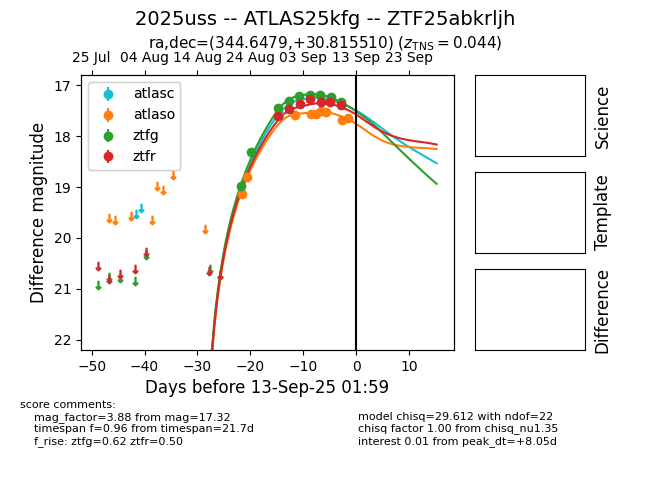 2025uss -- ATLAS25kfg -- ZTF25abkrljh
ra,dec=(344.6479,+30.815510) (z_TNS = 0.044)
25 Jul 04 Aug 14 Aug 24 Aug 03 Sep 13 Sep 23 Sep
17
18
19
20
21
22
Difference magnitude
atlasc
atlaso
ztfg
ztfr
−50 −40 −30 −20 −10 0 10
Days before 13-Sep-25 01:59
Science
Template
Difference
score comments:
mag_factor=3.88 from mag=17.32
timespan f=0.96 from timespan=21.7d
f_rise: ztfg=0.62 ztfr=0.50
model chisq=29.612 with ndof=22
chisq factor 1.00 from chisq_nu1.35
interest 0.01 from peak_dt=+8.05d